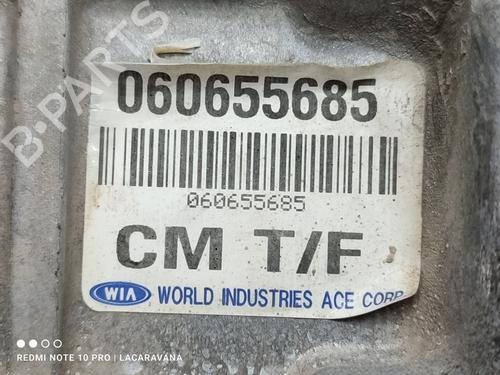 060655685
060655685
CM T/F
WIA WORLD INDUSTRIES ACE CORP
B-PARTS
REDMI NOTE 10 PRO | LACARAVANA